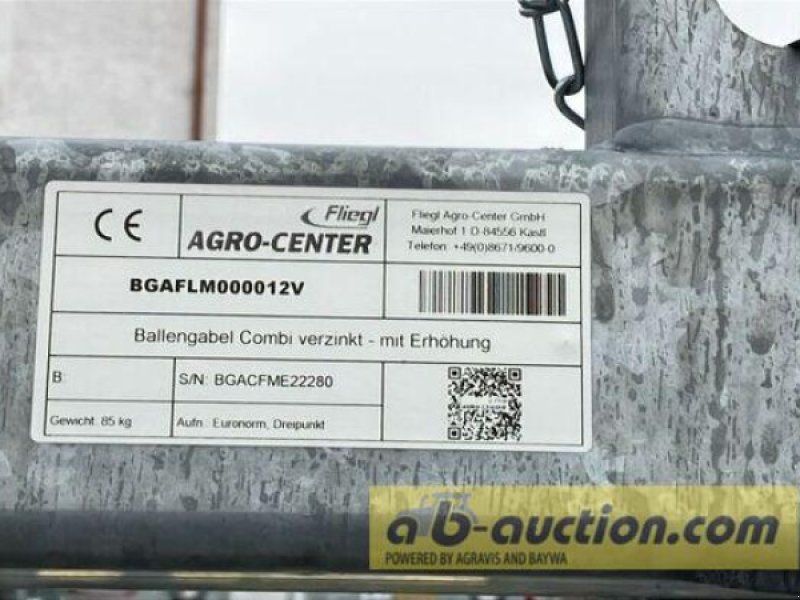 CE
Fliegl
AGRO-CENTER
Fliegl Agro-Center GmbH
Maierhof 1 D-84556 Kastl
Telefon: +49(0)8671/9600-0
BGAFLM000012V
Ballengabel Combi verzinkt - mit Erhöhung
B
S/N: BGACFME22280
Gewicht: 85 kg
Aufn.: Euronorm, Dreipunkt
ab-auction.com
POWERED BY AGRAVIS AND BAYWA